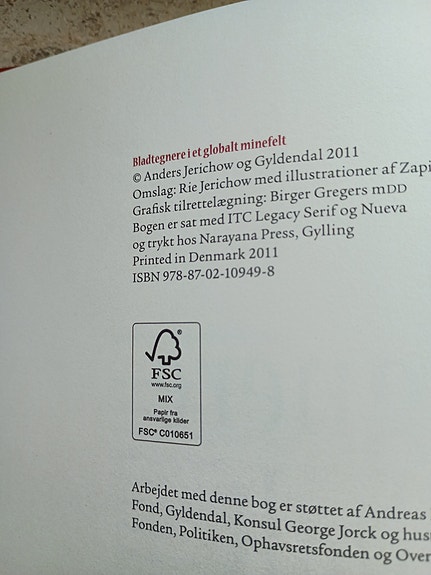 Bladtegnere i et globalt minefelt
© Anders Jerichow og Gyldendal 2011
Omslag: Rie Jerichow med illustrationer af Zapi
Grafisk tilrettelægning: Birger Gregers MDD
Bogen er sat med ITC Legacy Serif og Nueva
og trykt hos Narayana Press, Gylling
Printed in Denmark 2011
ISBN 978-87-02-10949-8
®
FSC
www.fsc.org
MIX
Papir fra
ansvarlige kilder
FSC® C010651
Arbejdet med denne bog er støttet af Andreas
Fond, Gyldendal, Konsul George Jorck og hus
Fonden, Politiken, Ophavsretsfonden og Over